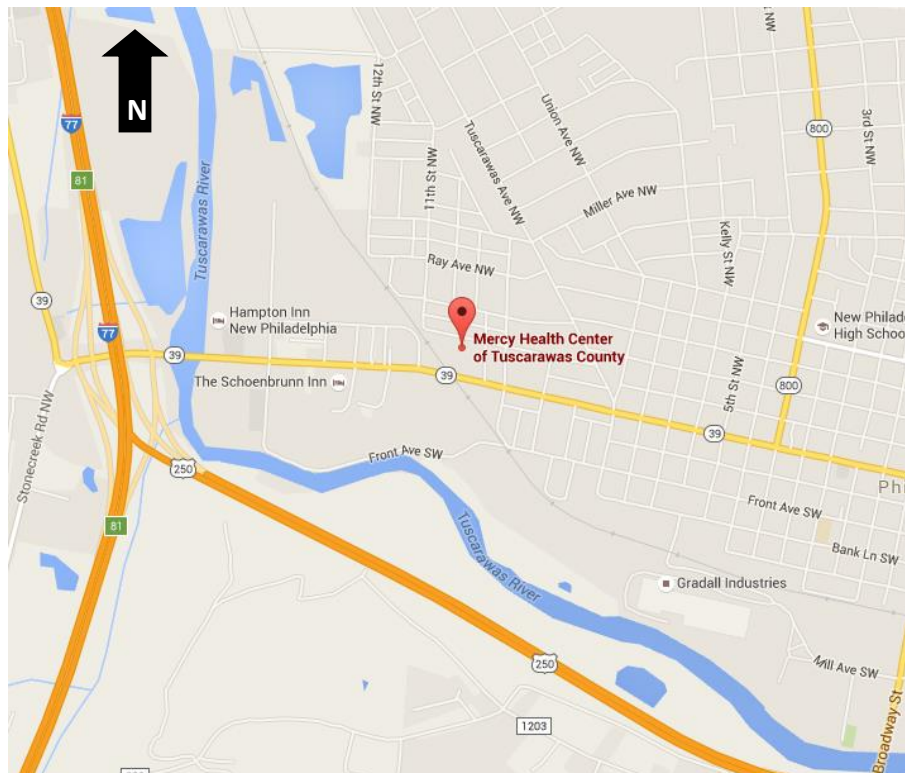 N
77
81
12th St NW
Tuscarawas River
11th St NW
Tuscarawas Ave NW
Union Ave NW
Miller Ave NW
800
3rd St NW
Kelly St NW
Ray Ave NW
39
Hampton Inn
New Philadelphia
77
Mercy Health Center
of Tuscarawas County
New Philad
High School
39
The Schoenbrunn Inn
39
5th St NW
800
39
Stonecreek Rd NW
250
Front Ave SW
Ph
Front Ave SW
81
Tuscarawas River
Bank Ln SW
Gradall Industries
250
Mill Ave SW
1203
Broadway St